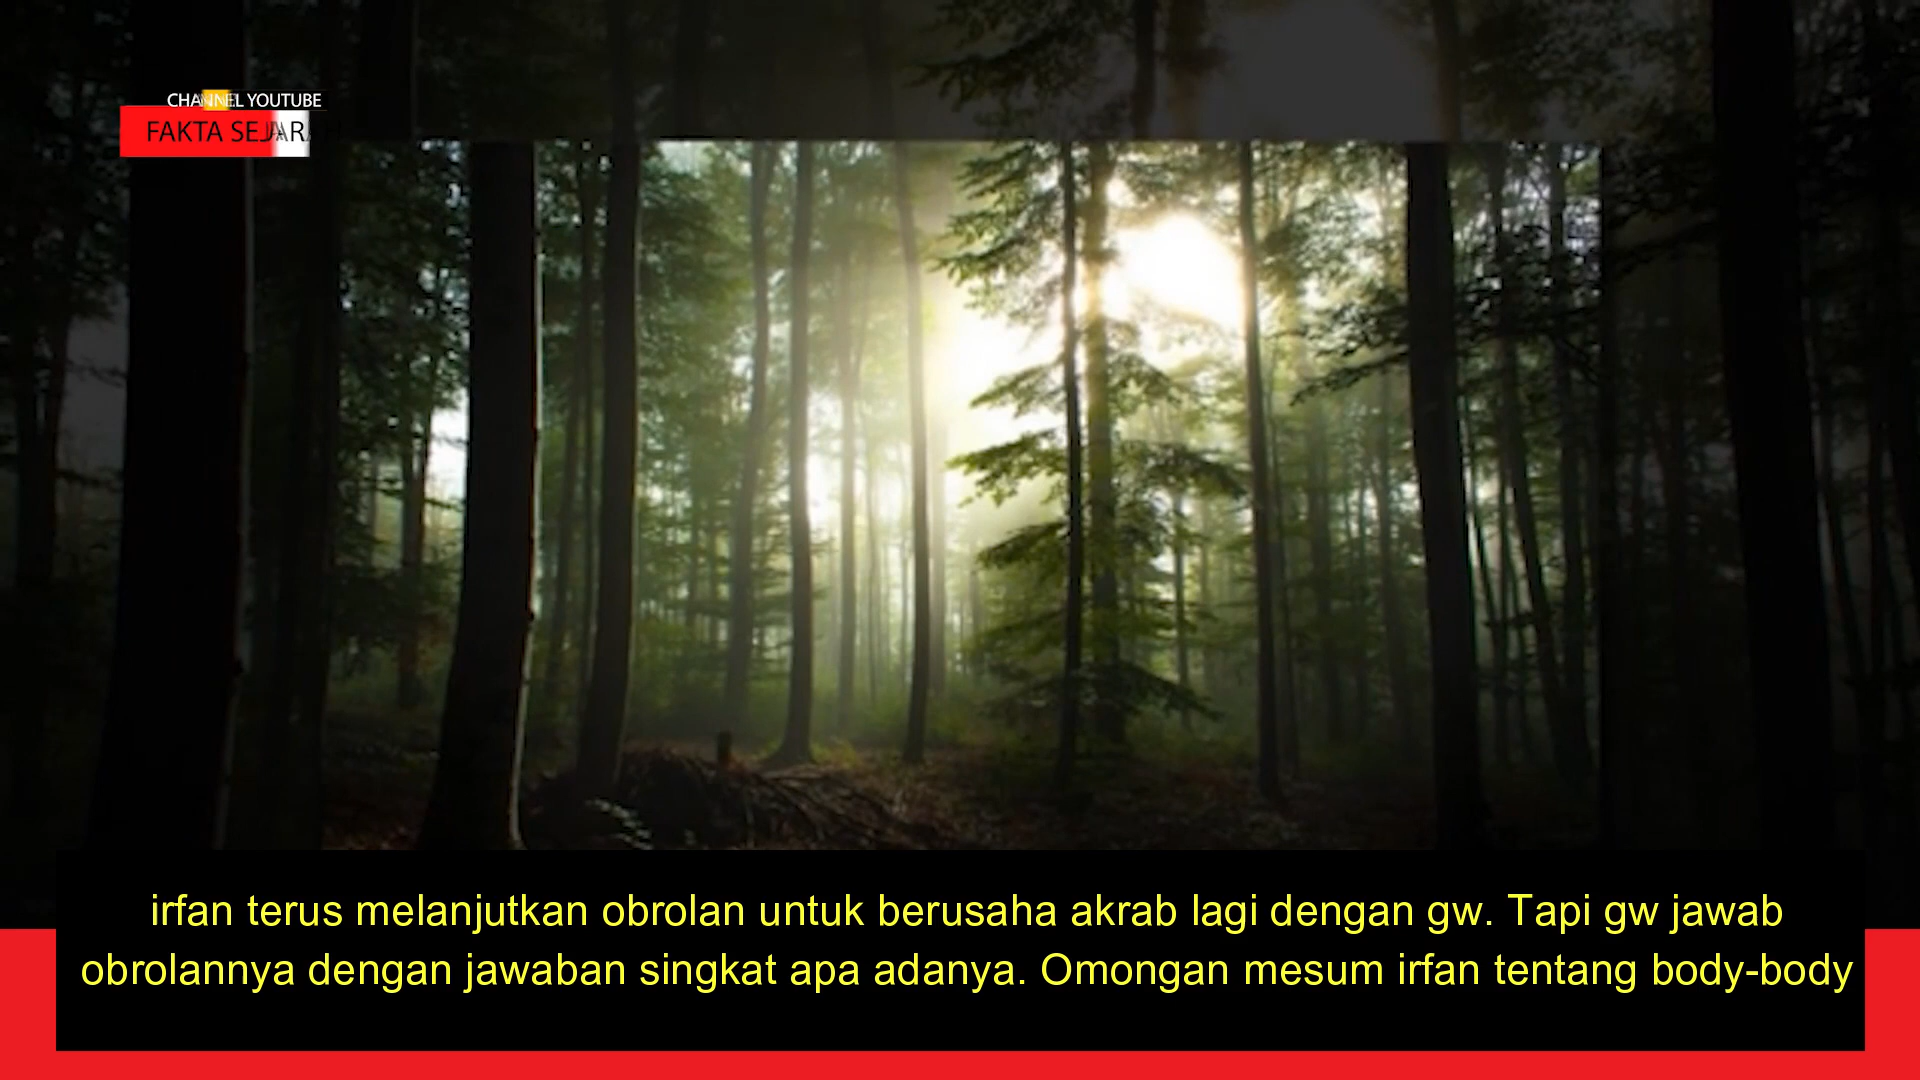 CHANNEL YOUTUBE
FAKTA SEJARAH
irfan terus melanjutkan obrolan untuk berusaha akrab lagi dengan gw. Tapi gw jawab
obrolannya dengan jawaban singkat apa adanya. Omongan mesum irfan tentang body-body